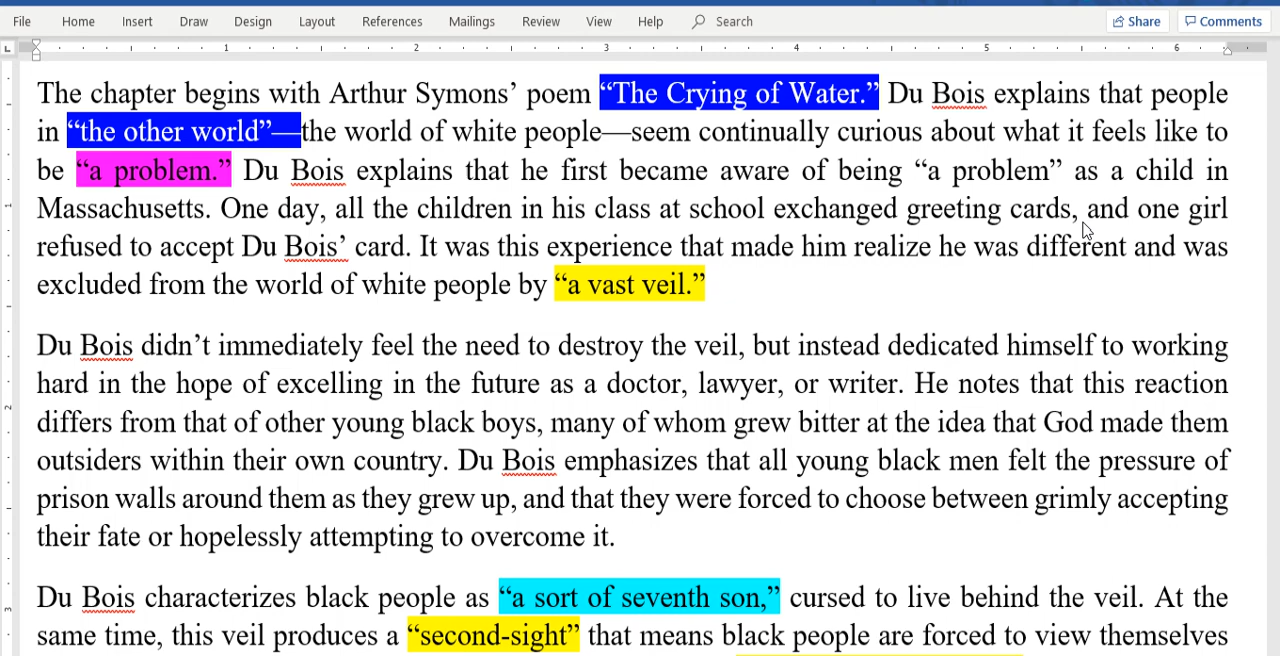 File Home Insert Draw Design Layout References Mailings Review View Help Search Share Comments
1 2 3 4 5 6
The chapter begins with Arthur Symons’ poem “The Crying of Water.” Du Bois explains that people
in “the other world”—the world of white people—seem continually curious about what it feels like to
be “a problem.” Du Bois explains that he first became aware of being “a problem” as a child in
Massachusetts. One day, all the children in his class at school exchanged greeting cards, and one girl
refused to accept Du Bois’ card. It was this experience that made him realize he was different and was
excluded from the world of white people by “a vast veil.”
Du Bois didn’t immediately feel the need to destroy the veil, but instead dedicated himself to working
hard in the hope of excelling in the future as a doctor, lawyer, or writer. He notes that this reaction
differs from that of other young black boys, many of whom grew bitter at the idea that God made them
outsiders within their own country. Du Bois emphasizes that all young black men felt the pressure of
prison walls around them as they grew up, and that they were forced to choose between grimly accepting
their fate or hopelessly attempting to overcome it.
Du Bois characterizes black people as “a sort of seventh son,” cursed to live behind the veil. At the
same time, this veil produces a “second-sight” that means black people are forced to view themselves